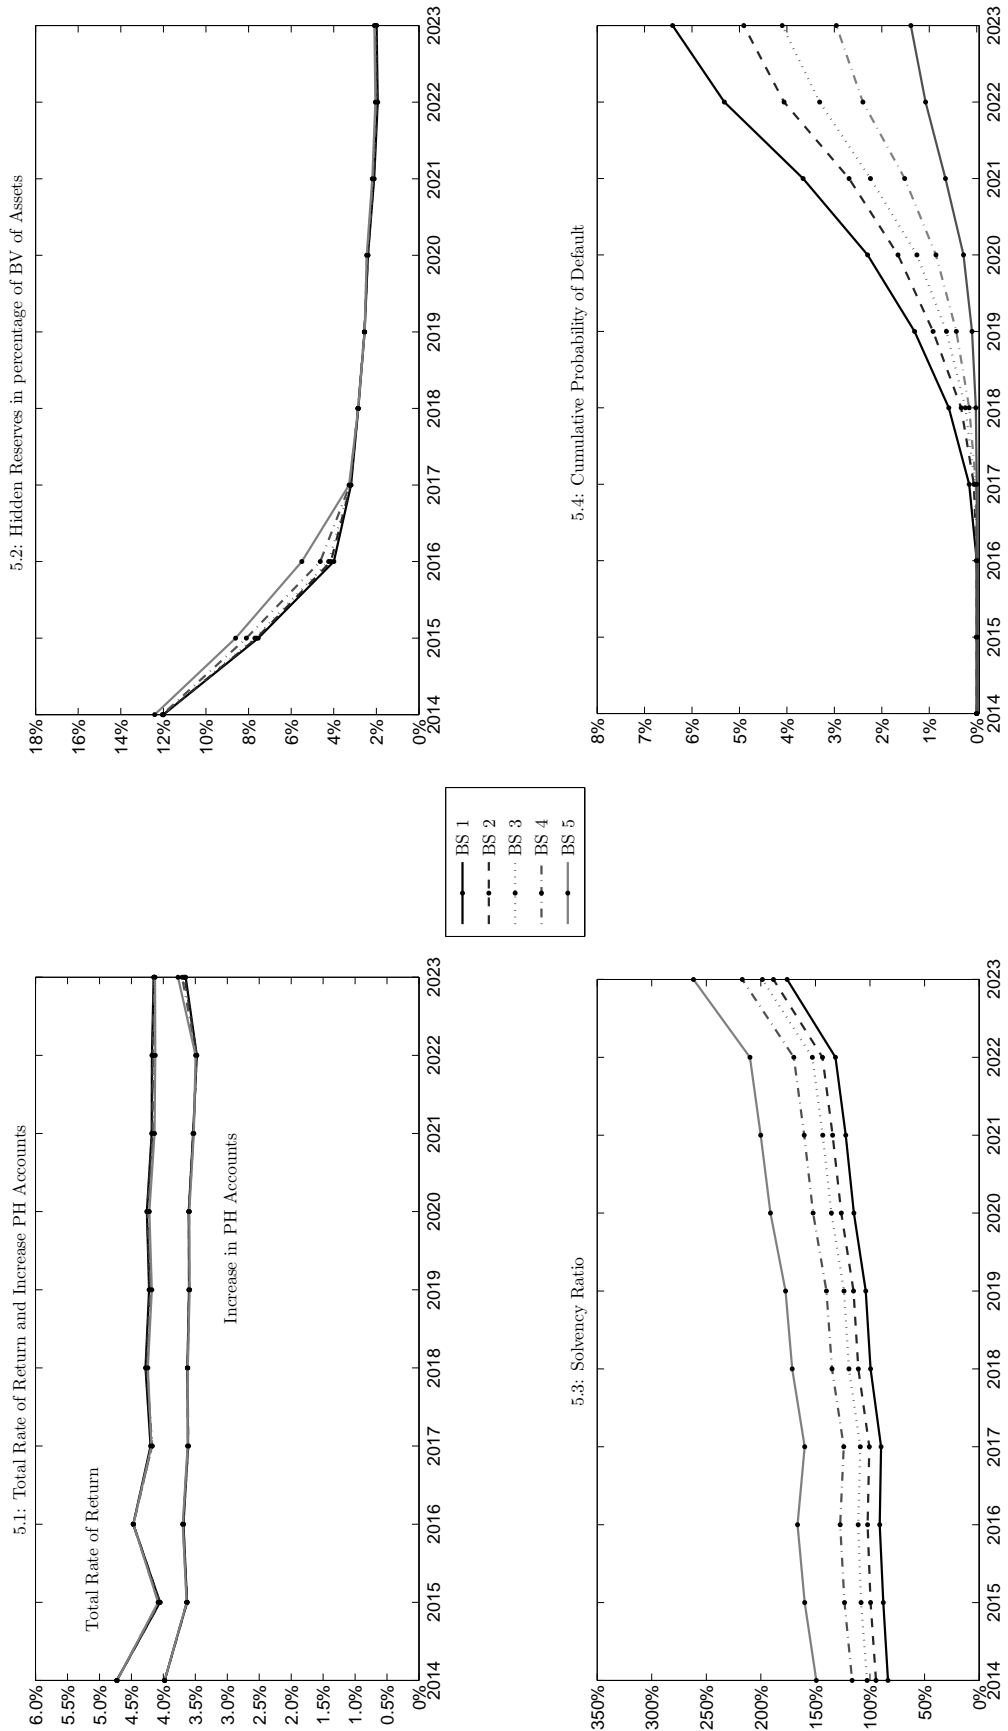 5.1: Total Rate of Return and Increase PH Accounts
6.0%
5.5%
5.0%
4.5%
4.0%
3.5%
3.0%
2.5%
2.0%
1.5%
1.0%
0.5%
0.0%
2014 2015 2016 2017 2018 2019 2020 2021 2022 2023
Total Rate of Return
Increase in PH Accounts
5.2: Hidden Reserves in percentage of BV of Assets
18%
16%
14%
12%
10%
8%
6%
4%
2%
0%
2014 2015 2016 2017 2018 2019 2020 2021 2022 2023
BS 1
BS 2
BS 3
BS 4
BS 5
5.3: Solvency Ratio
350%
300%
250%
200%
150%
100%
50%
0%
2014 2015 2016 2017 2018 2019 2020 2021 2022 2023
5.4: Cumulative Probability of Default
8%
7%
6%
5%
4%
3%
2%
1%
0%
2014 2015 2016 2017 2018 2019 2020 2021 2022 2023